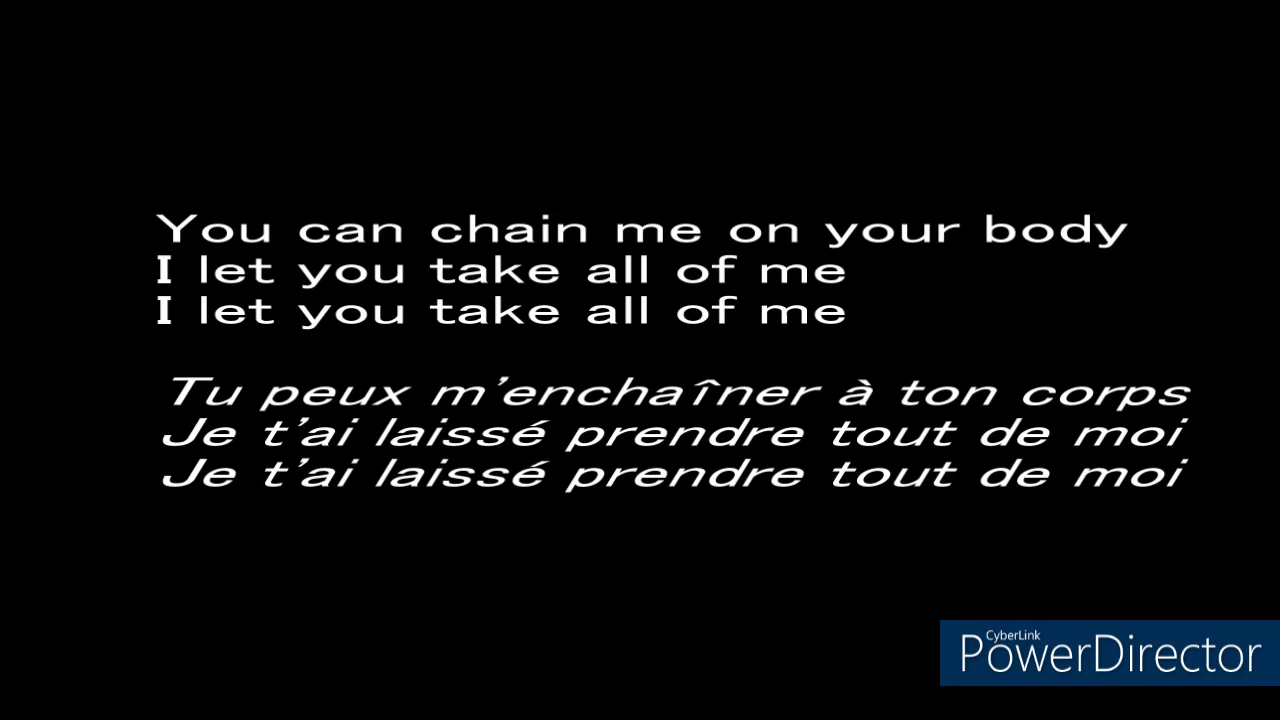 You can chain me on your body
I let you take all of me
I let you take all of me
Tu peux m’enchaîner à ton corps
Je t’ai laissé prendre tout de moi
Je t’ai laissé prendre tout de moi
CyberLink
PowerDirector